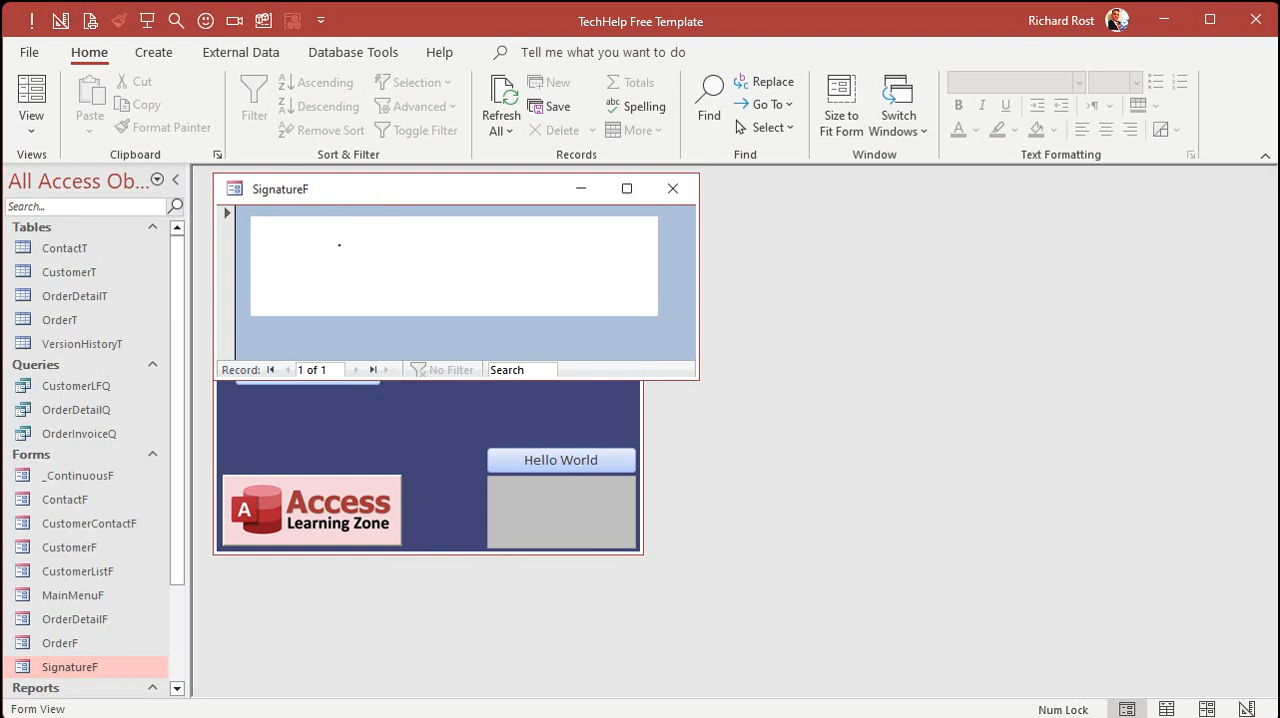 TechHelp Free Template
Richard Rost
File Home Create External Data Database Tools Help Tell me what you want to do
View
Views
Paste
Cut
Copy
Format Painter
Clipboard
Filter
Ascending
Descending
Remove Sort
Selection
Advanced
Toggle Filter
Sort & Filter
Refresh All
New
Save
Delete
Totals
Spelling
More
Records
Find
Replace
Go To
Select
Find
Size to Fit Form
Switch Windows
Window
B I U
A
Text Formatting
All Access Ob...
Search...
Tables
ContactT
CustomerT
OrderDetailT
OrderT
VersionHistoryT
Queries
CustomerLFQ
OrderDetailQ
OrderInvoiceQ
Forms
_ContinuousF
ContactF
CustomerContactF
CustomerF
CustomerListF
MainMenuF
OrderDetailF
OrderF
SignatureF
Reports
SignatureF
Record: 1 of 1 No Filter Search
Hello World
A Access
Learning Zone
Form View
Num Lock